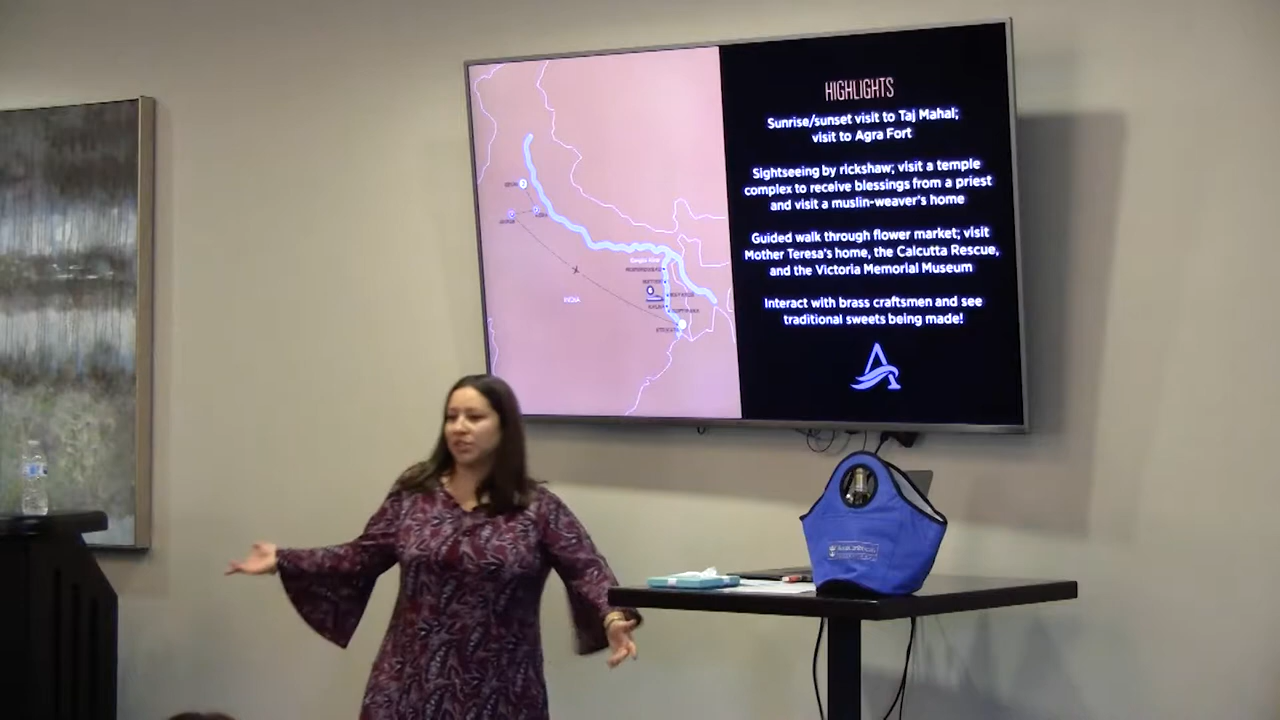 HIGHLIGHTS
Sunrise/sunset visit to Taj Mahal;
visit to Agra Fort
Sightseeing by rickshaw; visit a temple
complex to receive blessings from a priest
and visit a muslin-weaver's home
Guided walk through flower market; visit
Mother Teresa's home, the Calcutta Rescue,
and the Victoria Memorial Museum
Interact with brass craftsmen and see
traditional sweets being made!
INDIA